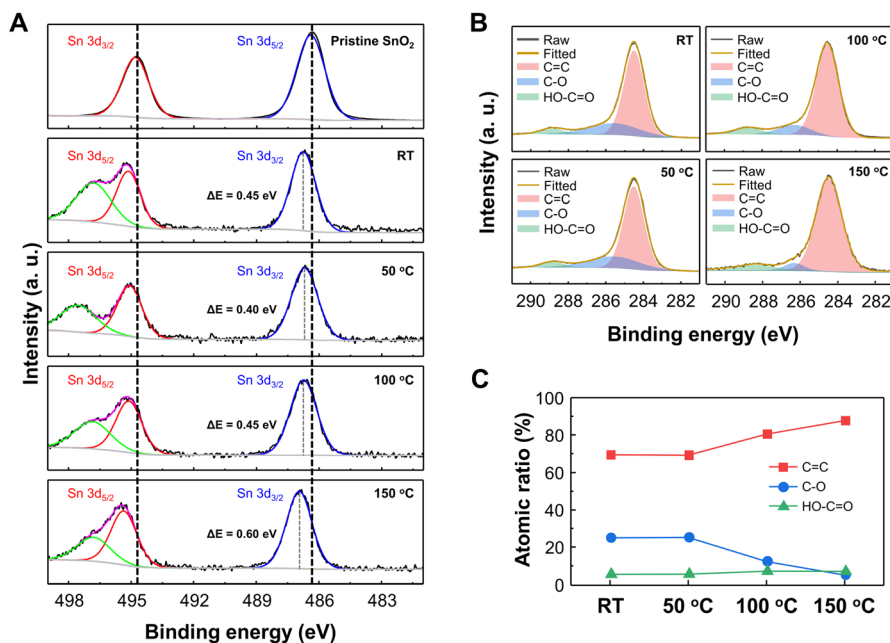 A
Sn 3d3/2
Sn 3d5/2
Pristine SnO2
Sn 3d5/2
Sn 3d3/2
RT
ΔE = 0.45 eV
Sn 3d5/2
Sn 3d3/2
50 °C
ΔE = 0.40 eV
Sn 3d5/2
Sn 3d3/2
100 °C
ΔE = 0.45 eV
Sn 3d5/2
Sn 3d3/2
150 °C
ΔE = 0.60 eV
Intensity (a. u.)
498 495 492 489 486 483
Binding energy (eV)
B
Raw
Fitted
C=C
C-O
HO-C=O
RT
Raw
Fitted
C=C
C-O
HO-C=O
100 °C
Raw
Fitted
C=C
C-O
HO-C=O
50 °C
Raw
Fitted
C=C
C-O
HO-C=O
150 °C
Intensity (a. u.)
290 288 286 284 282 290 288 286 284 282
Binding energy (eV)
C
100
80
60
40
20
0
Atomic ratio (%)
C=C
C-O
HO-C=O
RT 50 °C 100 °C 150 °C